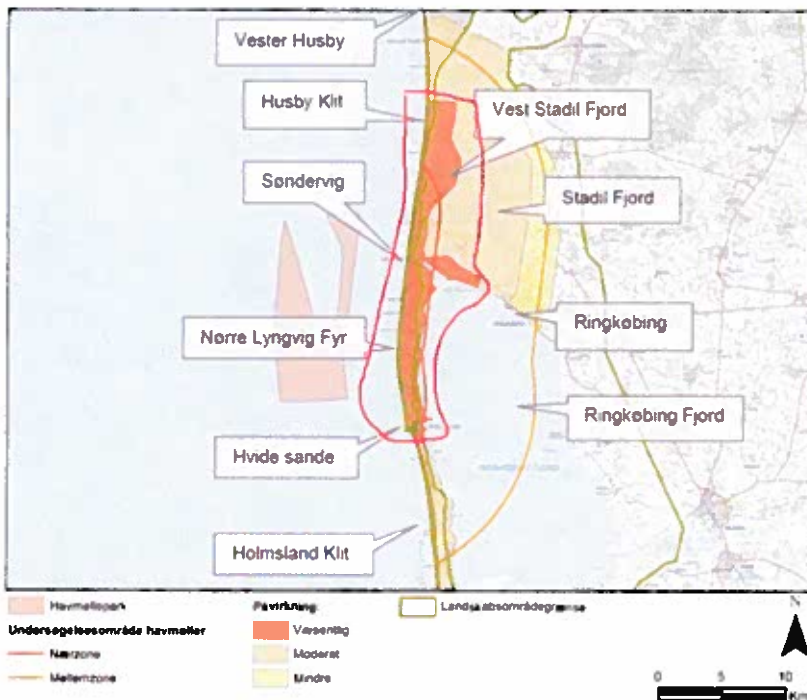 Vester Husby
Husby Klit
Vest Stadil Fjord
Søndervig
Stadil Fjord
Nørre Lyngvig Fyr
Ringkøbing
Ringkøbing Fjord
Hvide sande
Holmsland Klit
Havmøllepark
Undersøgelsesområde havmøller
Nærzone
Mellemzone
Påvirkning
Væsentlig
Moderat
Mindre
Landskabsområdegrænse
N
0 5 10
Km